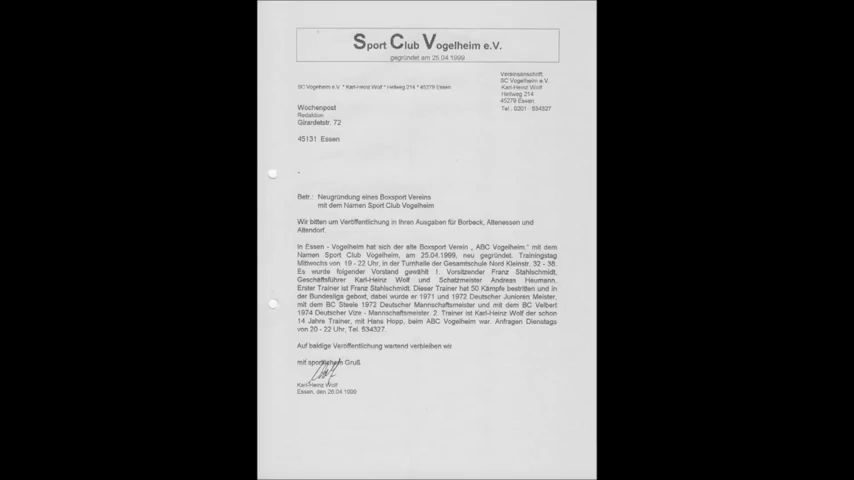 Sport Club Vogelheim e.V.
gegründet am 25.04.1999
Vereinsanschrift
SC Vogelheim e.V.
Karl-Heinz Wolf
Heilweg 214
45279 Essen
Tel.: 0201 534327
SC Vogelheim e.V. * Karl-Heinz Wolf * Heilweg 214 * 45279 Essen
Wochenpost
Redaktion
Girardetstr. 72
45131 Essen
Betr.: Neugründung eines Boxsport Vereins
mit dem Namen Sport Club Vogelheim
Wir bitten um Veröffentlichung in Ihren Ausgaben für Borbeck, Altenessen und
Altendorf.
In Essen - Vogelheim hat sich der alte Boxsport Verein „ ABC Vogelheim " mit dem
Namen Sport Club Vogelheim, am 25.04.1999, neu gegründet. Trainingstag
Mittwochs von 19 - 22 Uhr, in der Turnhalle der Gesamtschule Nord Kleinstr. 32 - 38.
Es wurde folgender Vorstand gewählt 1. Vorsitzender Franz Stahlschmidt,
Geschäftsführer Karl-Heinz Wolf und Schatzmeister Andreas Heumann.
Erster Trainer ist Franz Stahlschmidt. Dieser Trainer hat 50 Kämpfe bestritten und in
der Bundesliga geboxt, dabei wurde er 1971 und 1972 Deutscher Junioren Meister,
mit dem BC Steele 1972 Deutscher Mannschaftsmeister und mit dem BC Velbert
1974 Deutscher Vize - Mannschaftsmeister. 2. Trainer ist Karl-Heinz Wolf der schon
14 Jahre Trainer, mit Hans Hopp, beim ABC Vogelheim war. Anfragen Dienstags
von 20 - 22 Uhr, Tel. 534327.
Auf baldige Veröffentlichung wartend verbleiben wir
mit sportlichem Gruß
Karl-Heinz Wolf
Essen, den 26.04.1999